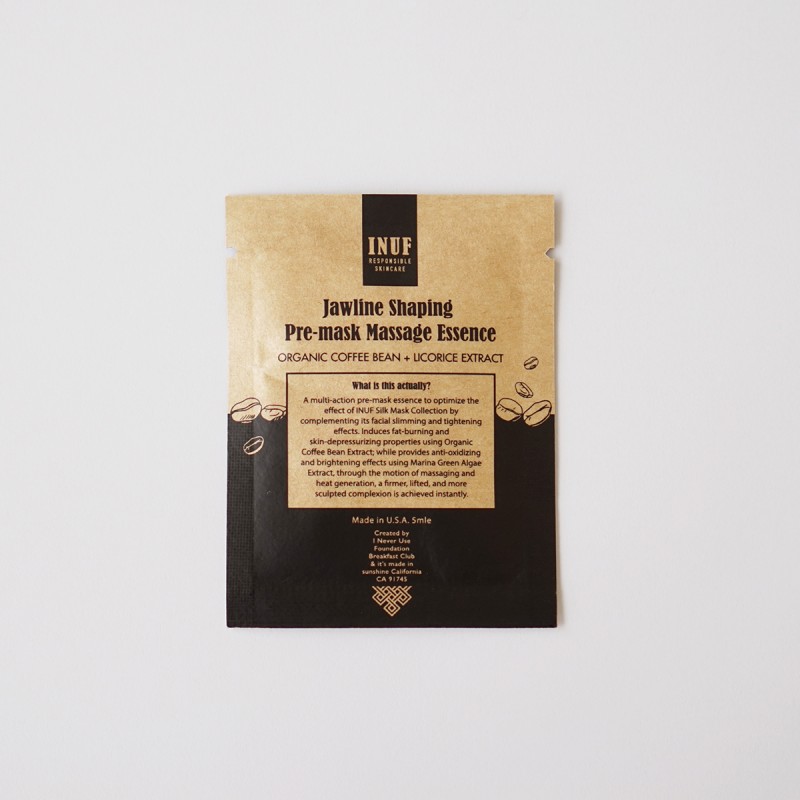 INUF
RESPONSIBLE
SKINCARE
Jawline Shaping
Pre-mask Massage Essence
ORGANIC COFFEE BEAN + LICORICE EXTRACT
What is this actually?
A multi-action pre-mask essence to optimize the
effect of INUF Silk Mask Collection by
complementing its facial slimming and tightening
effects. Induces fat-burning and
skin-depressurizing properties using Organic
Coffee Bean Extract; while provides anti-oxidizing
and brightening effects using Marina Green Algae
Extract, through the motion of massaging and
heat generation, a firmer, lifted, and more
sculpted complexion is achieved instantly.
Made in U.S.A. 5mle
Created by
I Never Use
Foundation
Breakfast Club
& it's made in
sunshine California
CA 91745